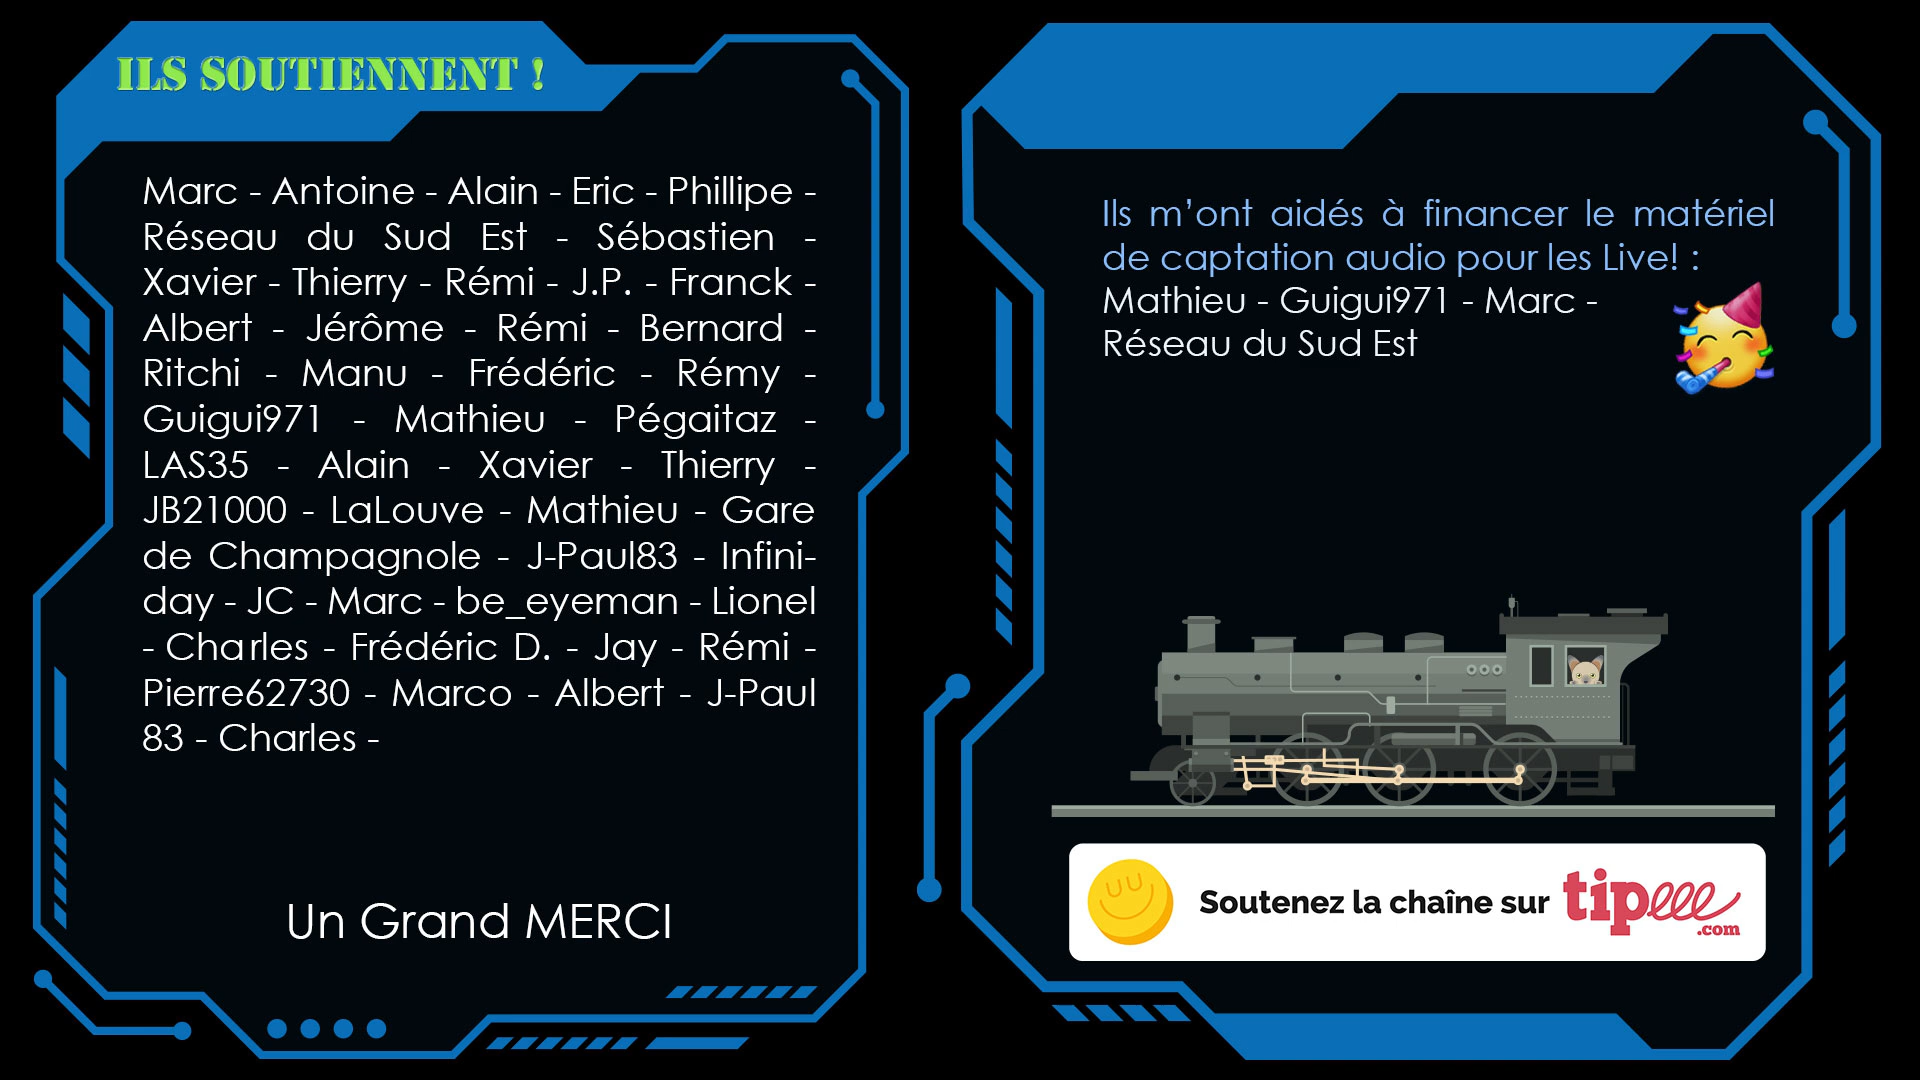 ILS SOUTIENNENT !
Marc - Antoine - Alain - Eric - Phillipe -
Réseau du Sud Est - Sébastien -
Xavier - Thierry - Rémi - J.P. - Franck -
Albert - Jérôme - Rémi - Bernard -
Ritchi - Manu - Frédéric - Rémy -
Guigui971 - Mathieu - Pégaitaz -
LAS35 - Alain - Xavier - Thierry -
JB21000 - LaLouve - Mathieu - Gare
de Champagnole - J-Paul83 - Infini-
day - JC - Marc - be_eyeman - Lionel
- Charles - Frédéric D. - Jay - Rémi -
Pierre62730 - Marco - Albert - J-Paul
83 - Charles -
Un Grand MERCI
Ils m’ont aidés à financer le matériel
de captation audio pour les Live! :
Mathieu - Guigui971 - Marc -
Réseau du Sud Est
Soutenez la chaîne sur tipeee
.com